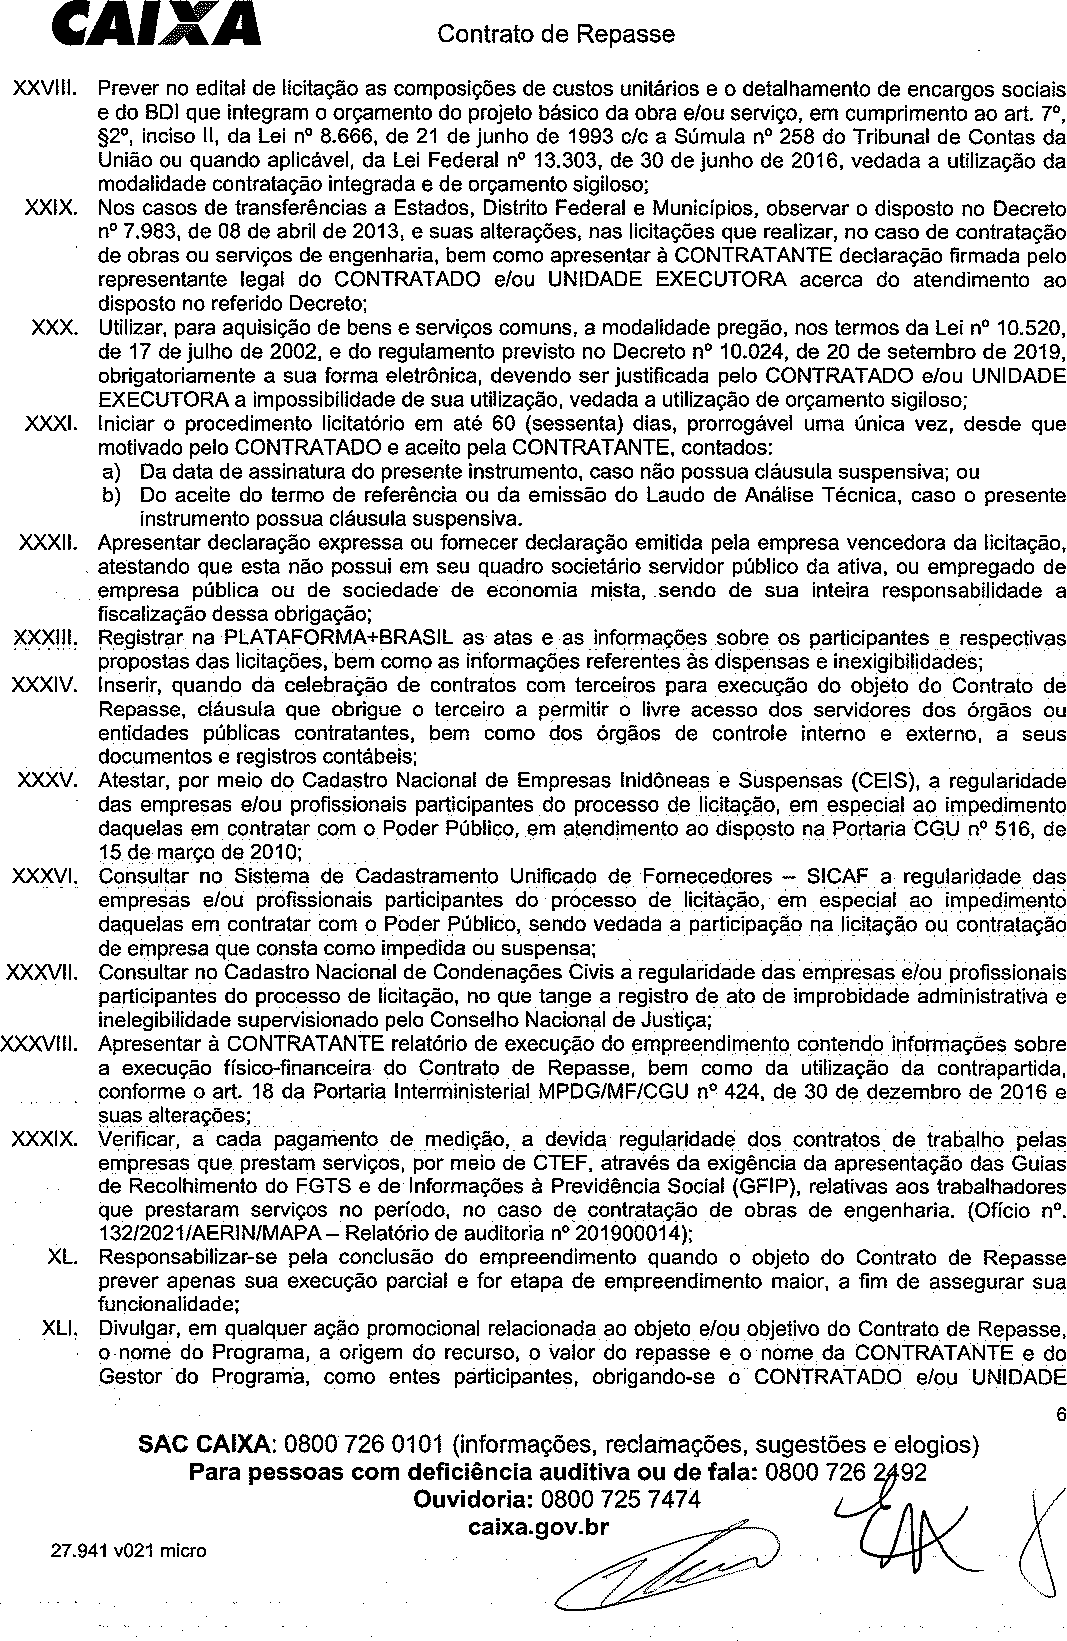 CAIXA
Contrato de Repasse
XXVIII. Prever no edital de licitação as composições de custos unitários e o detalhamento de encargos sociais
e do BDI que integram o orçamento do projeto básico da obra e/ou serviço, em cumprimento ao art. 7º,
§2º, inciso II, da Lei nº 8.666, de 21 de junho de 1993 c/c a Súmula nº 258 do Tribunal de Contas da
União ou quando aplicável, da Lei Federal nº 13.303, de 30 de junho de 2016, vedada a utilização da
modalidade contratação integrada e de orçamento sigiloso;
XXIX. Nos casos de transferências a Estados, Distrito Federal e Municípios, observar o disposto no Decreto
nº 7.983, de 08 de abril de 2013, e suas alterações, nas licitações que realizar, no caso de contratação
de obras ou serviços de engenharia, bem como apresentar à CONTRATANTE declaração firmada pelo
representante legal do CONTRATADO e/ou UNIDADE EXECUTORA acerca do atendimento ao
disposto no referido Decreto;
XXX. Utilizar, para aquisição de bens e serviços comuns, a modalidade pregão, nos termos da Lei nº 10.520,
de 17 de julho de 2002, e do regulamento previsto no Decreto nº 10.024, de 20 de setembro de 2019,
obrigatoriamente a sua forma eletrônica, devendo ser justificada pelo CONTRATADO e/ou UNIDADE
EXECUTORA a impossibilidade de sua utilização, vedada a utilização de orçamento sigiloso;
XXXI. Iniciar o procedimento licitatório em até 60 (sessenta) dias, prorrogável uma única vez, desde que
motivado pelo CONTRATADO e aceito pela CONTRATANTE, contados:
a) Da data de assinatura do presente instrumento, caso não possua cláusula suspensiva; ou
b) Do aceite do termo de referência ou da emissão do Laudo de Análise Técnica, caso o presente
instrumento possua cláusula suspensiva.
XXXII. Apresentar declaração expressa ou fornecer declaração emitida pela empresa vencedora da licitação,
atestando que esta não possui em seu quadro societário servidor público da ativa, ou empregado de
empresa pública ou de sociedade de economia mista, sendo de sua inteira responsabilidade a
fiscalização dessa obrigação;
XXXIII. Registrar na PLATAFORMA+BRASIL as atas e as informações sobre os participantes e respectivas
propostas das licitações, bem como as informações referentes às dispensas e inexigibilidades;
XXXIV. Inserir, quando da celebração de contratos com terceiros para execução do objeto do Contrato de
Repasse, cláusula que obrigue o terceiro a permitir o livre acesso dos servidores dos órgãos ou
entidades públicas contratantes, bem como dos órgãos de controle interno e externo, a seus
documentos e registros contábeis;
XXXV. Atestar, por meio do Cadastro Nacional de Empresas Inidôneas e Suspensas (CEIS), a regularidade
das empresas e/ou profissionais participantes do processo de licitação, em especial ao impedimento
daquelas em contratar com o Poder Público, em atendimento ao disposto na Portaria CGU nº 516, de
15 de março de 2010;
XXXVI. Consultar no Sistema de Cadastramento Unificado de Fornecedores – SICAF a regularidade das
empresas e/ou profissionais participantes do processo de licitação, em especial ao impedimento
daquelas em contratar com o Poder Público, sendo vedada a participação na licitação ou contratação
de empresa que consta como impedida ou suspensa;
XXXVII. Consultar no Cadastro Nacional de Condenações Civis a regularidade das empresas e/ou profissionais
participantes do processo de licitação, no que tange a registro de ato de improbidade administrativa e
inelegibilidade supervisionado pelo Conselho Nacional de Justiça;
XXXVIII. Apresentar à CONTRATANTE relatório de execução do empreendimento contendo informações sobre
a execução físico-financeira do Contrato de Repasse, bem como da utilização da contrapartida,
conforme o art. 18 da Portaria Interministerial MPDG/MF/CGU nº 424, de 30 de dezembro de 2016 e
suas alterações;
XXXIX. Verificar, a cada pagamento de medição, a devida regularidade dos contratos de trabalho pelas
empresas que prestam serviços, por meio de CTEF, através da exigência da apresentação das Guias
de Recolhimento do FGTS e de Informações à Previdência Social (GFIP), relativas aos trabalhadores
que prestaram serviços no período, no caso de contratação de obras de engenharia. (Ofício nº.
132/2021/AERIN/MAPA – Relatório de auditoria nº 201900014);
XL. Responsabilizar-se pela conclusão do empreendimento quando o objeto do Contrato de Repasse
prever apenas sua execução parcial e for etapa de empreendimento maior, a fim de assegurar sua
funcionalidade;
XLI. Divulgar, em qualquer ação promocional relacionada ao objeto e/ou objetivo do Contrato de Repasse,
o nome do Programa, a origem do recurso, o valor do repasse e o nome da CONTRATANTE e do
Gestor do Programa, como entes participantes, obrigando-se o CONTRATADO e/ou UNIDADE
6
SAC CAIXA: 0800 726 0101 (informações, reclamações, sugestões e elogios)
Para pessoas com deficiência auditiva ou de fala: 0800 726 2492
Ouvidoria: 0800 725 7474
caixa.gov.br
27.941 v021 micro